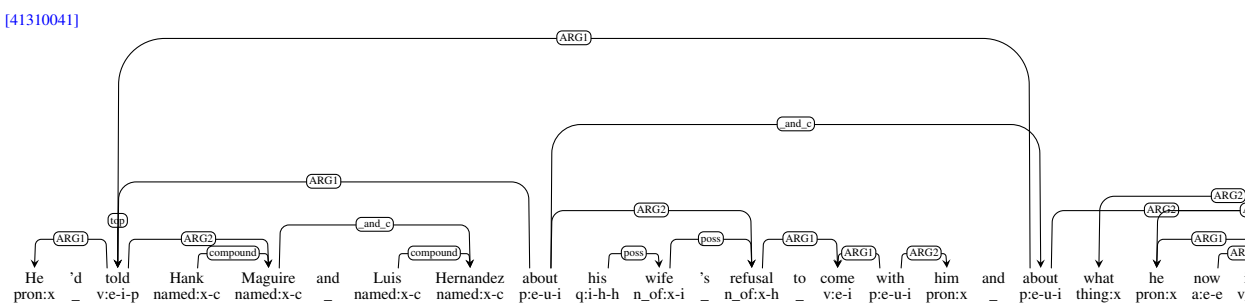 [41310041]
ARG1
_and_c
ARG1
ARG2
top
ARG2 ARG2
_and_c
ARG1 ARG2 compound compound poss poss ARG1 ARG1 ARG2 ARG1
He 'd told Hank Maguire and Luis Hernandez about his wife 's refusal to come with him and about what he now
pron:x _ v:e-i-p named:x-c named:x-c _ named:x-c named:x-c p:e-u-i q:i-h-h n_of:x-i _ n_of:x-h _ v:e-i p:e-u-i pron:x _ p:e-u-i thing:x pron:x a:e-e